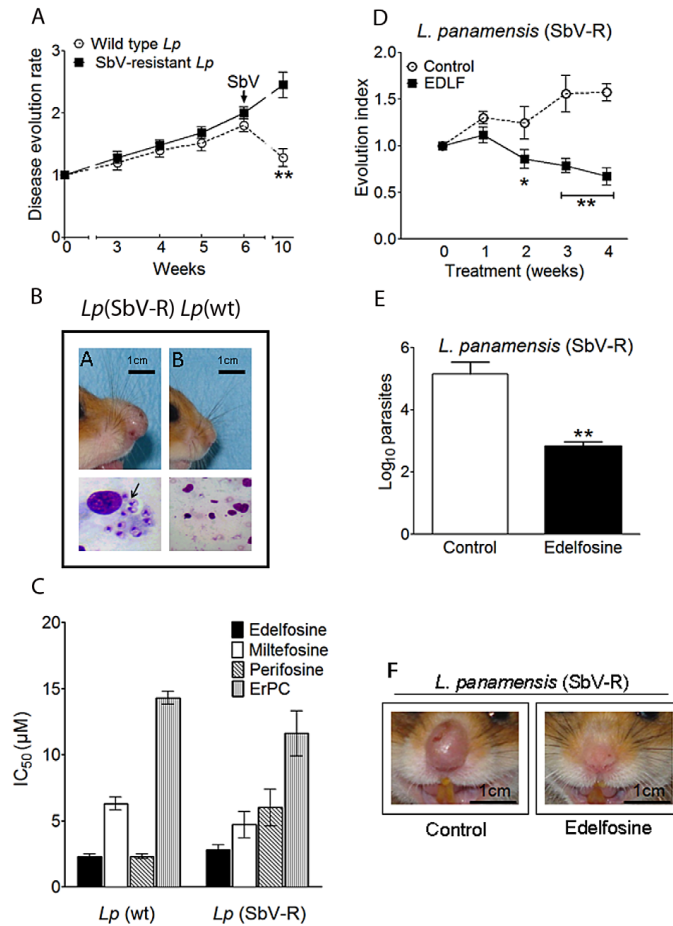 A
Wild type Lp
SbV-resistant Lp
SbV
Disease evolution rate
3
2
1
0
**
0 3 4 5 6 10
Weeks
B
Lp(SbV-R) Lp(wt)
A
1cm
B
1cm
C
IC50 (µM)
20
15
10
5
0
Edelfosine
Miltefosine
Perifosine
ErPC
Lp (wt)
Lp (SbV-R)
D
L. panamensis (SbV-R)
Control
EDLF
Evolution index
2.0
1.5
1.0
0.5
0.0
*
**
0 1 2 3 4
Treatment (weeks)
E
L. panamensis (SbV-R)
Log10 parasites
6
4
2
0
**
Control
Edelfosine
F
L. panamensis (SbV-R)
1cm
1cm
Control
Edelfosine